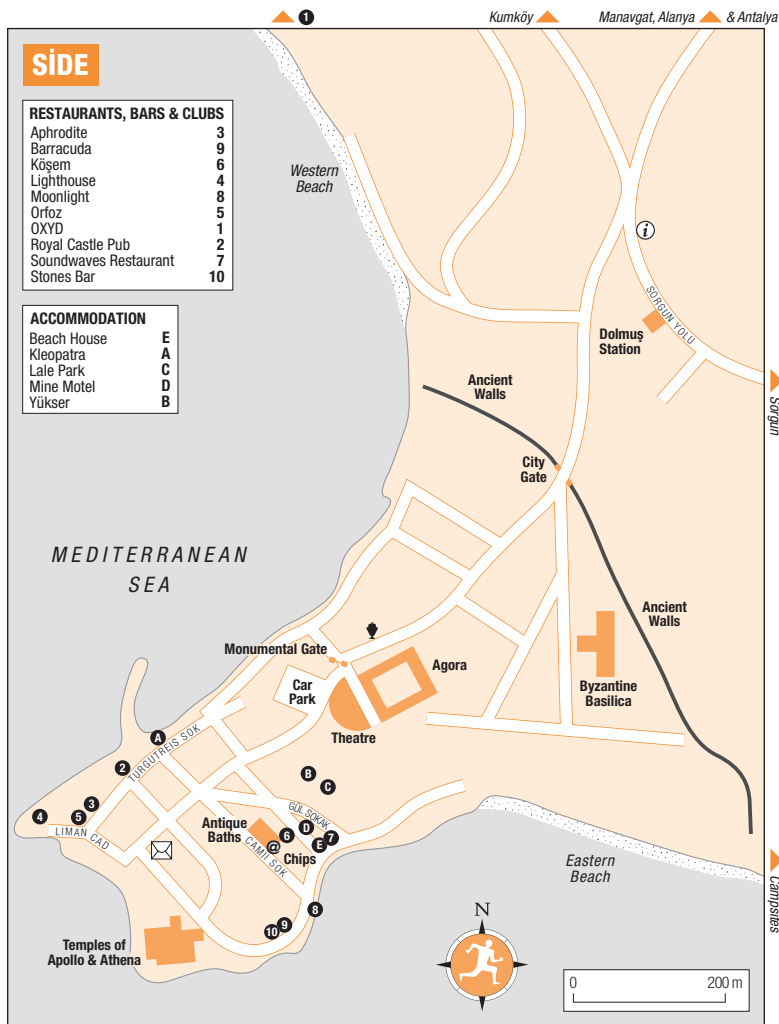 1
Kumköy
Manavgat, Alanya & Antalya
SİDE
RESTAURANTS, BARS & CLUBS
Aphrodite 3
Barracuda 9
Köşem 6
Lighthouse 4
Moonlight 8
Orfoz 5
OXYD 1
Royal Castle Pub 2
Soundwaves Restaurant 7
Stones Bar 10
ACCOMMODATION
Beach House E
Kleopatra A
Lale Park C
Mine Motel D
Yükser B
Western
Beach
i
SORGUN YOLU
Dolmuş
Station
Sorgun
Ancient
Walls
City
Gate
MEDITERRANEAN
SEA
Ancient
Walls
Monumental Gate
Agora
Car
Park
Byzantine
Basilica
Theatre
A
TURGUTREIS SOK
2
B
C
3
4
5
LIMAN CAD
GÜL SOKAK
Antique
Baths
D
6
7
E
@
Chips
CAMII SOK
Eastern
Beach
Campsites
8
9
10
Temples of
Apollo & Athena
N
0 200 m